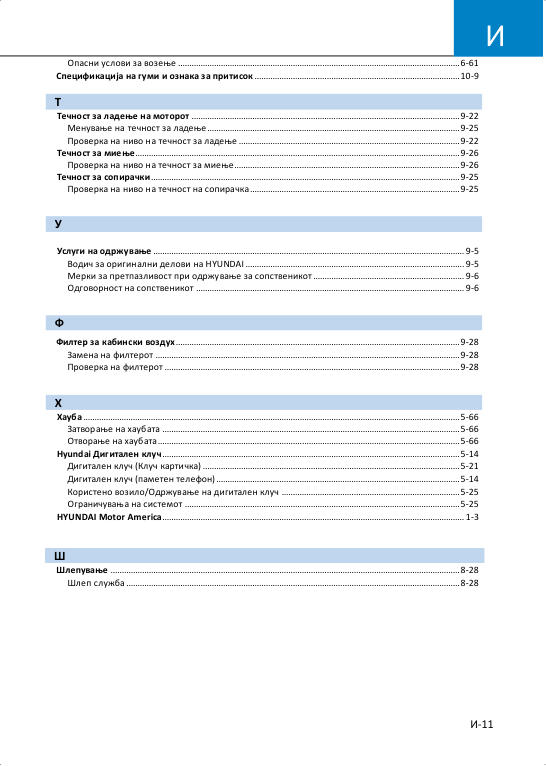 И
Опасни услови за возење 6-61
Спецификација на гуми и ознака за притисок 10-9
Т
Течност за ладење на моторот 9-22
Менување на течност за ладење 9-25
Проверка на ниво на течност за ладење 9-22
Течност за миење 9-26
Проверка на ниво на течност за миење 9-26
Течност за сопирачки 9-25
Проверка на ниво на течност на сопирачка 9-25
У
Услуги на одржување 9-5
Водич за оригинални делови на HYUNDAI 9-5
Мерки за претпазливост при одржување за сопственикот 9-6
Одговорност на сопственикот 9-6
Ф
Филтер за кабински воздух 9-28
Замена на филтерот 9-28
Проверка на филтерот 9-28
Х
Хауба 5-66
Затворање на хаубата 5-66
Отворање на хаубата 5-66
Hyundai Дигитален клуч 5-14
Дигитален клуч (Клуч картичка) 5-21
Дигитален клуч (паметен телефон) 5-14
Користено возило/Одржување на дигитален клуч 5-25
Ограничувања на системот 5-25
HYUNDAI Motor America 1-3
Ш
Шлепување 8-28
Шлеп служба 8-28
И-11